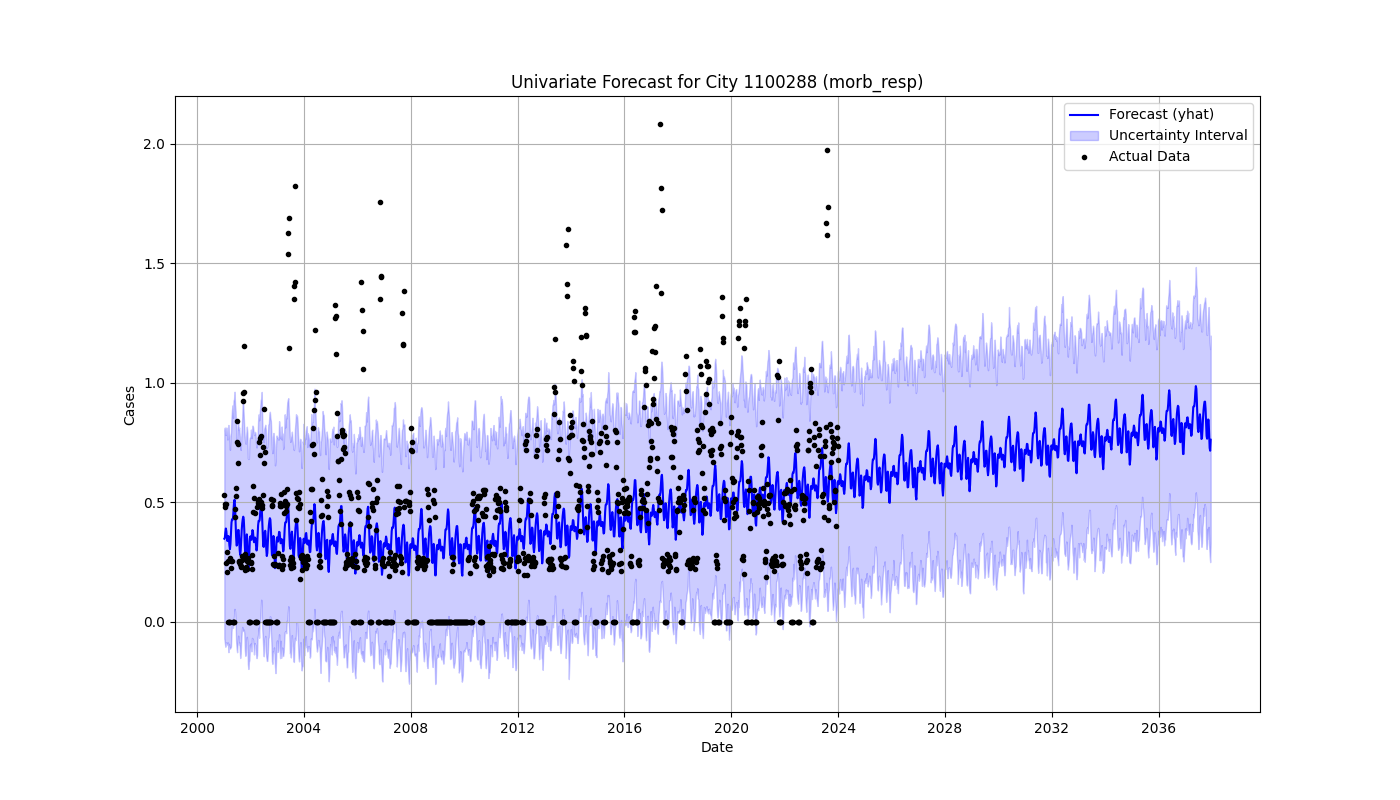 Univariate Forecast for City 1100288 (morb_resp)
Forecast (yhat)
Uncertainty Interval
Actual Data
Cases
2.0
1.5
1.0
0.5
0.0
2000 2004 2008 2012 2016 2020 2024 2028 2032 2036
Date